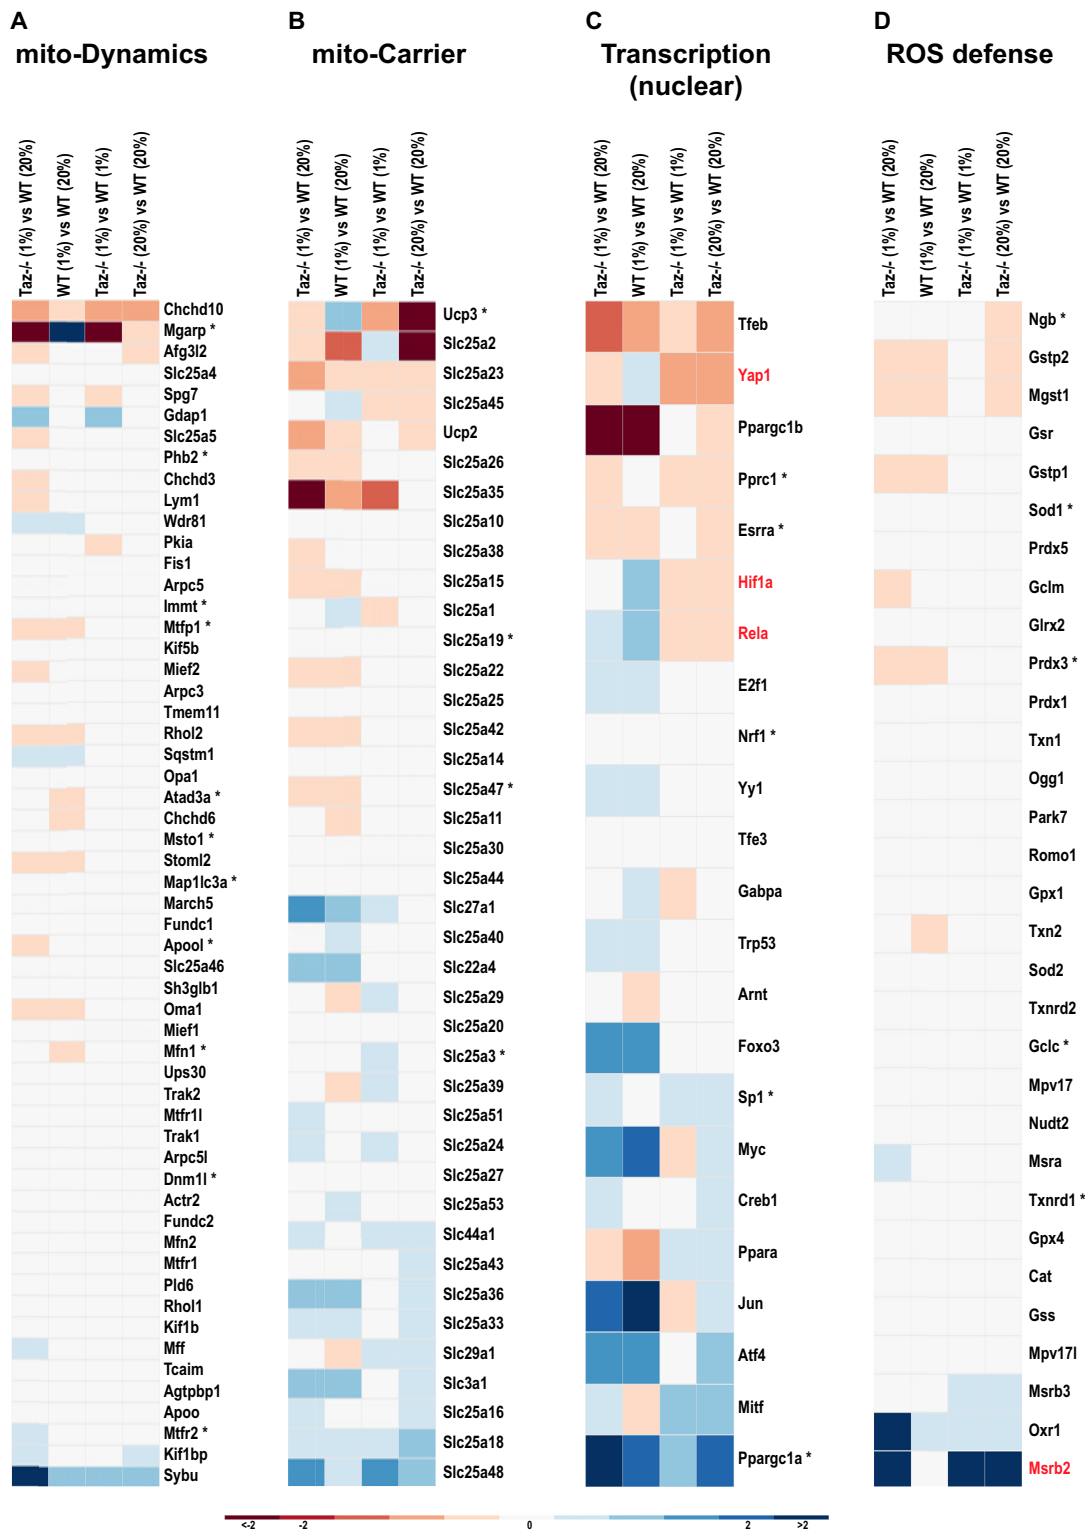 A
mito-Dynamics
Taz-/- (1%) vs WT (20%)
WT (1%) vs WT (20%)
Taz-/- (1%) vs WT (1%)
Taz-/- (20%) vs WT (20%)
Chchd10
Mgarp *
Afg3l2
Slc25a4
Spg7
Gdap1
Slc25a5
Phb2 *
Chchd3
Lym1
Wdr81
Pkia
Fis1
Arpc5
Immt *
Mtfp1 *
Kif5b
Mief2
Arpc3
Tmem11
Rhol2
Sqstm1
Opa1
Atad3a *
Chchd6
Msto1 *
Stoml2
Map1lc3a *
March5
Fundc1
Apool *
Slc25a46
Sh3glb1
Oma1
Mief1
Mfn1 *
Ups30
Trak2
Mtfr1l
Trak1
Arpc5l
Dnm1l *
Actr2
Fundc2
Mfn2
Mtfr1
Pld6
Rhol1
Kif1b
Mff
Tcaim
Agtpbp1
Apoo
Mtfr2 *
Kif1bp
Sybu
B
mito-Carrier
Taz-/- (1%) vs WT (20%)
WT (1%) vs WT (20%)
Taz-/- (1%) vs WT (1%)
Taz-/- (20%) vs WT (20%)
Ucp3 *
Slc25a2
Slc25a23
Slc25a45
Ucp2
Slc25a26
Slc25a35
Slc25a10
Slc25a38
Slc25a15
Slc25a1
Slc25a19 *
Slc25a22
Slc25a25
Slc25a42
Slc25a14
Slc25a47 *
Slc25a11
Slc25a30
Slc25a44
Slc27a1
Slc25a40
Slc22a4
Slc25a29
Slc25a20
Slc25a3 *
Slc25a39
Slc25a51
Slc25a24
Slc25a27
Slc25a53
Slc44a1
Slc25a43
Slc25a36
Slc25a33
Slc29a1
Slc3a1
Slc25a16
Slc25a18
Slc25a48
C
Transcription
(nuclear)
Taz-/- (1%) vs WT (20%)
WT (1%) vs WT (20%)
Taz-/- (1%) vs WT (1%)
Taz-/- (20%) vs WT (20%)
Tfeb
Yap1
Ppargc1b
Pprc1 *
Esrra *
Hif1a
Rela
E2f1
Nrf1 *
Yy1
Tfe3
Gabpa
Trp53
Arnt
Foxo3
Sp1 *
Myc
Creb1
Ppara
Jun
Atf4
Mitf
Ppargc1a *
D
ROS defense
Taz-/- (1%) vs WT (20%)
WT (1%) vs WT (20%)
Taz-/- (1%) vs WT (1%)
Taz-/- (20%) vs WT (20%)
Ngb *
Gstp2
Mgst1
Gsr
Gstp1
Sod1 *
Prdx5
Gclm
Glrx2
Prdx3 *
Prdx1
Txn1
Ogg1
Park7
Romo1
Gpx1
Txn2
Sod2
Txnrd2
Gclc *
Mpv17
Nudt2
Msra
Txnrd1 *
Gpx4
Cat
Gss
Mpv17l
Msrb3
Oxr1
Msrb2
<-2 -2 0 2 >2